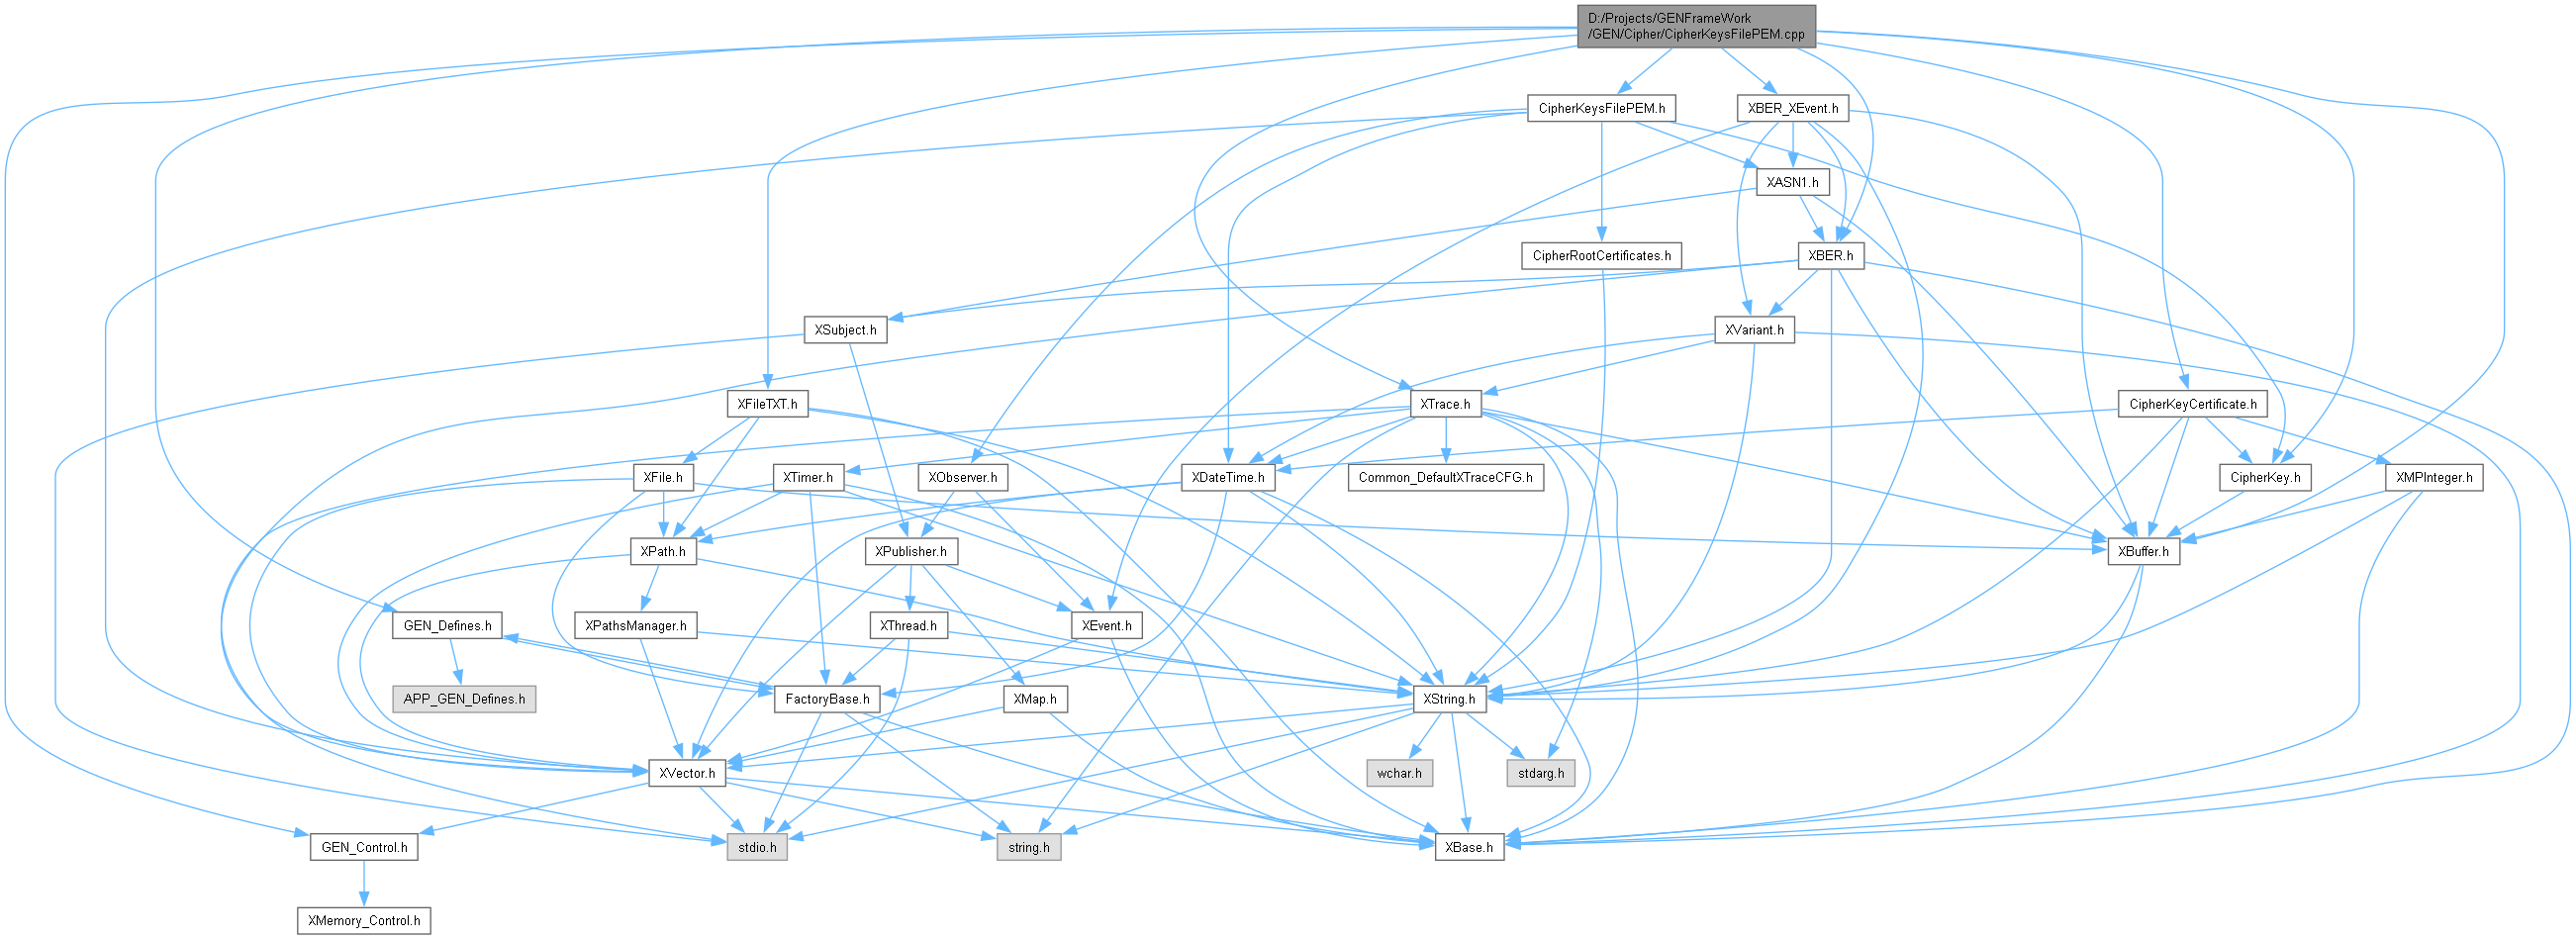 D:/Projects/GENFrameWork
/GEN/Cipher/CipherKeysFilePEM.cpp
CipherKeysFilePEM.h
XBER_XEvent.h
XASN1.h
CipherRootCertificates.h
XBER.h
XSubject.h
XVariant.h
XFileTXT.h
XTrace.h
CipherKeyCertificate.h
XFile.h
XTimer.h
XObserver.h
XDateTime.h
Common_DefaultXTraceCFG.h
CipherKey.h
XMPInteger.h
XPath.h
XPublisher.h
XBuffer.h
GEN_Defines.h
XPathsManager.h
XThread.h
XEvent.h
APP_GEN_Defines.h
FactoryBase.h
XMap.h
XString.h
XVector.h
wchar.h
stdarg.h
GEN_Control.h
stdio.h
string.h
XBase.h
XMemory_Control.h